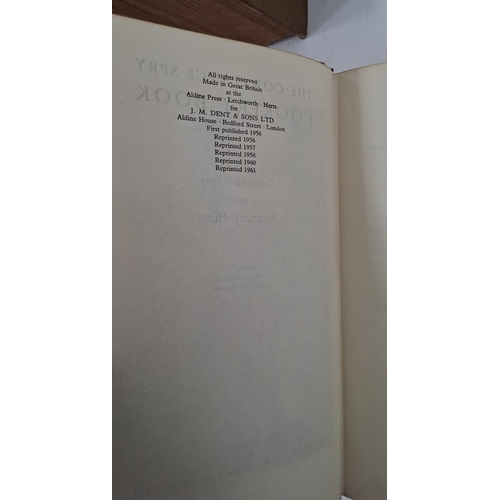 All rights reserved
Made in Great Britain
at the
Aldine Press · Letchworth · Herts
for
J. M. DENT & SONS LTD
Aldine House · Bedford Street · London
First published 1956
Reprinted 1956
Reprinted 1957
Reprinted 1958
Reprinted 1960
Reprinted 1961